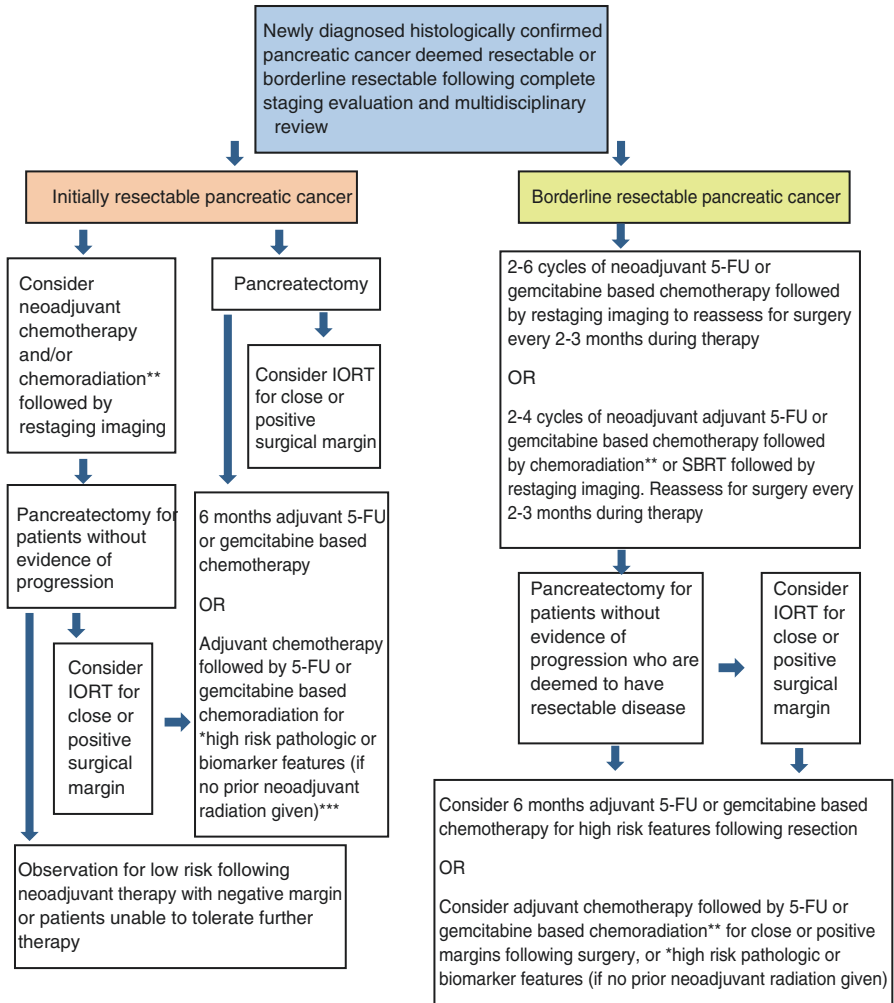 Newly diagnosed histologically confirmed
pancreatic cancer deemed resectable or
borderline resectable following complete
staging evaluation and multidisciplinary
review
Initially resectable pancreatic cancer
Consider
neoadjuvant
chemotherapy
and/or
chemoradiation**
followed by
restaging imaging
Pancreatectomy
Consider IORT
for close or
positive
surgical margin
Pancreatectomy for
patients without
evidence of
progression
Consider
IORT for
close or
positive
surgical
margin
6 months adjuvant 5-FU
or gemcitabine based
chemotherapy
OR
Adjuvant chemotherapy
followed by 5-FU or
gemcitabine based
chemoradiation for
*high risk pathologic or
biomarker features (if
no prior neoadjuvant
radiation given)***
Observation for low risk following
neoadjuvant therapy with negative margin
or patients unable to tolerate further
therapy
Borderline resectable pancreatic cancer
2-6 cycles of neoadjuvant 5-FU or
gemcitabine based chemotherapy followed
by restaging imaging to reassess for surgery
every 2-3 months during therapy
OR
2-4 cycles of neoadjuvant adjuvant 5-FU or
gemcitabine based chemotherapy followed
by chemoradiation** or SBRT followed by
restaging imaging. Reassess for surgery every
2-3 months during therapy
Pancreatectomy for
patients without
evidence of
progression who are
deemed to have
resectable disease
Consider
IORT for
close or
positive
surgical
margin
Consider 6 months adjuvant 5-FU or gemcitabine based
chemotherapy for high risk features following resection
OR
Consider adjuvant chemotherapy followed by 5-FU or
gemcitabine based chemoradiation** for close or positive
margins following surgery, or *high risk pathologic or
biomarker features (if no prior neoadjuvant radiation given)